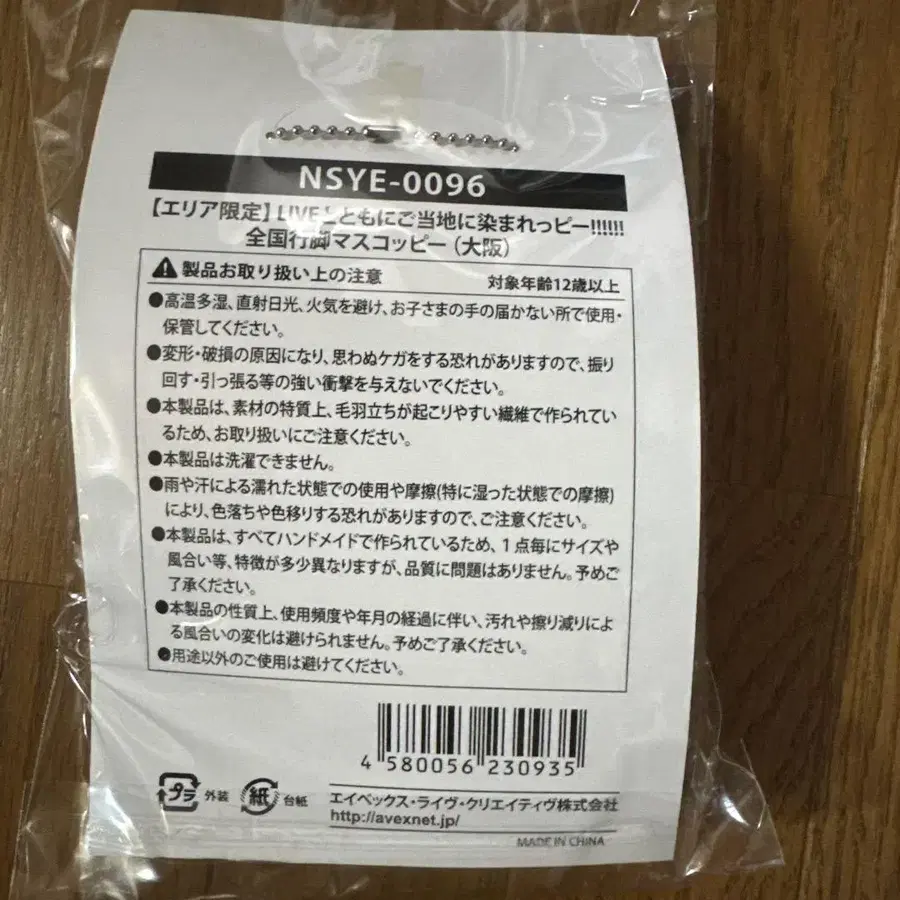 NSYE-0096
【エリア限定】LIVEとともにご当地に染まれっピー!!!!!!
全国行脚マスコッピー（大阪）
製品お取り扱い上の注意
対象年齢12歳以上
●高温多湿、直射日光、火気を避け、お子さまの手の届かない所で使用・
保管してください。
●変形・破損の原因になり、思わぬケガをする恐れがありますので、振り
回す・引っ張る等の強い衝撃を与えないでください。
●本製品は、素材の特質上、毛羽立ちが起こりやすい繊維で作られてい
るため、お取り扱いにご注意ください。
●本製品は洗濯できません。
●雨や汗による濡れた状態での使用や摩擦(特に湿った状態での摩擦)
により、色落ちや色移りする恐れがありますので、ご注意ください。
●本製品は、すべてハンドメイドで作られているため、1点毎にサイズや
風合い等、特徴が多少異なりますが、品質に問題はありません。予めご
了承ください。
●本製品の性質上、使用頻度や年月の経過に伴い、汚れや擦り減りによ
る風合いの変化は避けられません。予めご了承ください。
●用途以外のご使用は避けてください。
4 580056 230935
プラ 外装 紙 台紙
エイベックス・ライヴ・クリエイティヴ株式会社
http://avexnet.jp/
MADE IN CHINA